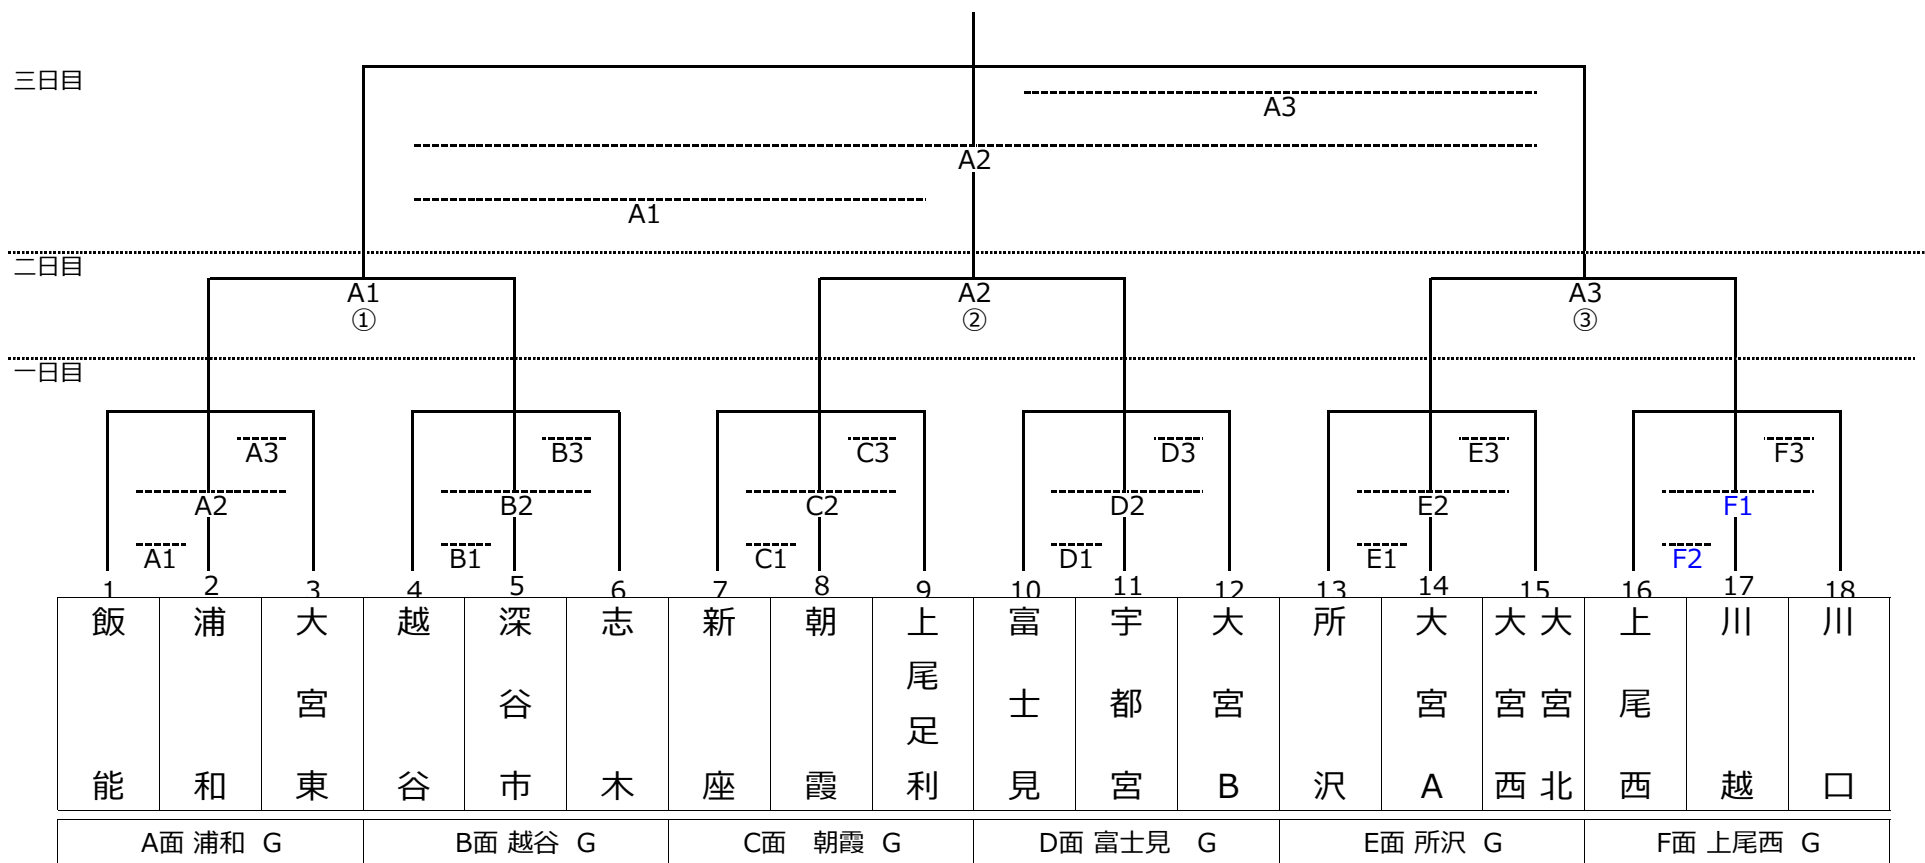 三日目
A3
A2
A1
二日目
A1 A2 A3
① ② ③
一日目
A3 B3 C3 D3 E3 F3
A2 B2 C2 D2 E2 F1
A1 B1 C1 D1 E1 F2
1 2 3 4 5 6 7 8 9 10 11 12 13 14 15 16 17 18
飯能
浦和
大宮東
越谷
深谷市
志木
新座
朝霞
上尾足利
富士見
宇都宮
大宮B
所沢
大宮A
大宮西
大宮北
上尾西
川越
川口
A面 浦和 G
B面 越谷 G
C面 朝霞 G
D面 富士見 G
E面 所沢 G
F面 上尾西 G